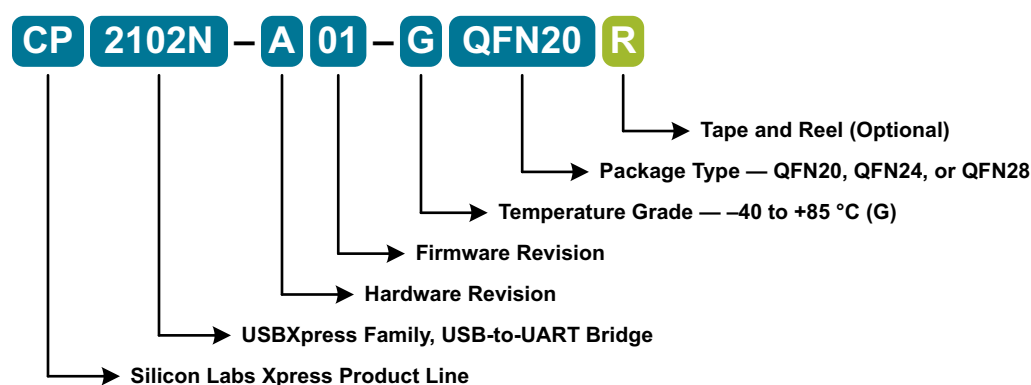 CP 2102N – A 01 – G QFN20 R
Tape and Reel (Optional)
Package Type — QFN20, QFN24, or QFN28
Temperature Grade — –40 to +85 °C (G)
Firmware Revision
Hardware Revision
USBXpress Family, USB-to-UART Bridge
Silicon Labs Xpress Product Line